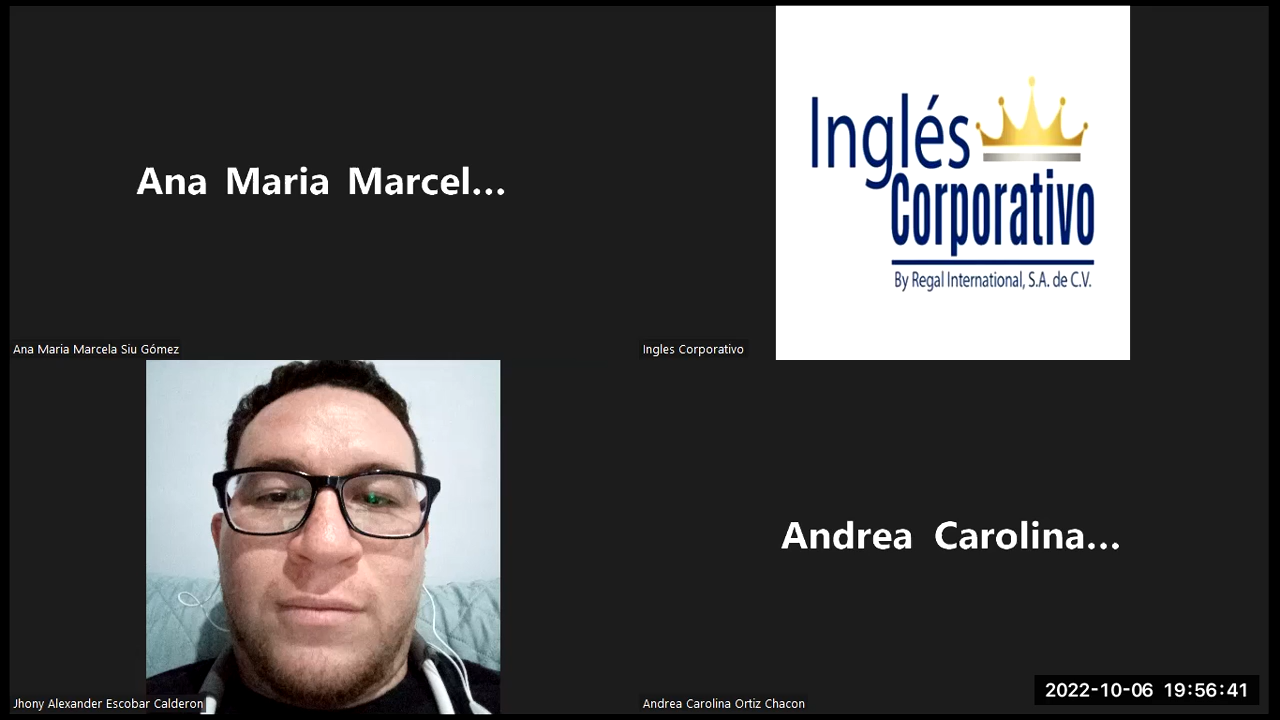 Ana Maria Marcel...
Ana Maria Marcela Siu Gómez
Inglés
Corporativo
By Regal International, S.A. de C.V.
Ingles Corporativo
Jhony Alexander Escobar Calderon
Andrea Carolina...
Andrea Carolina Ortiz Chacon
2022-10-06 19:56:41